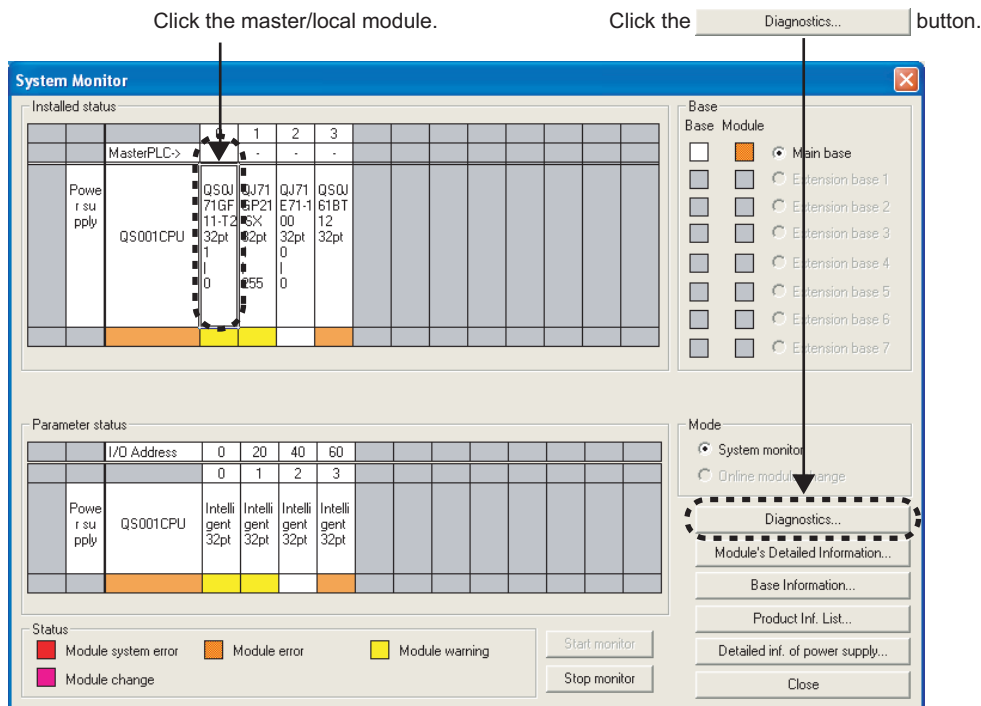 Click the master/local module.
Click the Diagnostics... button.
System Monitor
Installed status
0 1 2 3
MasterPLC-> - - -
Powe
r su
pply
QS001CPU
QS0J
71GF
11-T2
32pt
1
|
0
QJ71
GP21
SX
32pt
|
255
QJ71
E71-1
00
32pt
0
|
0
QS0J
61BT
12
32pt
Base
Base Module
Main base
Extension base 1
Extension base 2
Extension base 3
Extension base 4
Extension base 5
Extension base 6
Extension base 7
Parameter status
I/O Address 0 20 40 60
0 1 2 3
Powe
r su
pply
QS001CPU
Intelli
gent
32pt
Intelli
gent
32pt
Intelli
gent
32pt
Intelli
gent
32pt
Mode
System monitor
Online module change
Diagnostics...
Module's Detailed Information...
Base Information...
Product Inf. List...
Detailed inf. of power supply...
Close
Status
Module system error
Module error
Module warning
Module change
Start monitor
Stop monitor